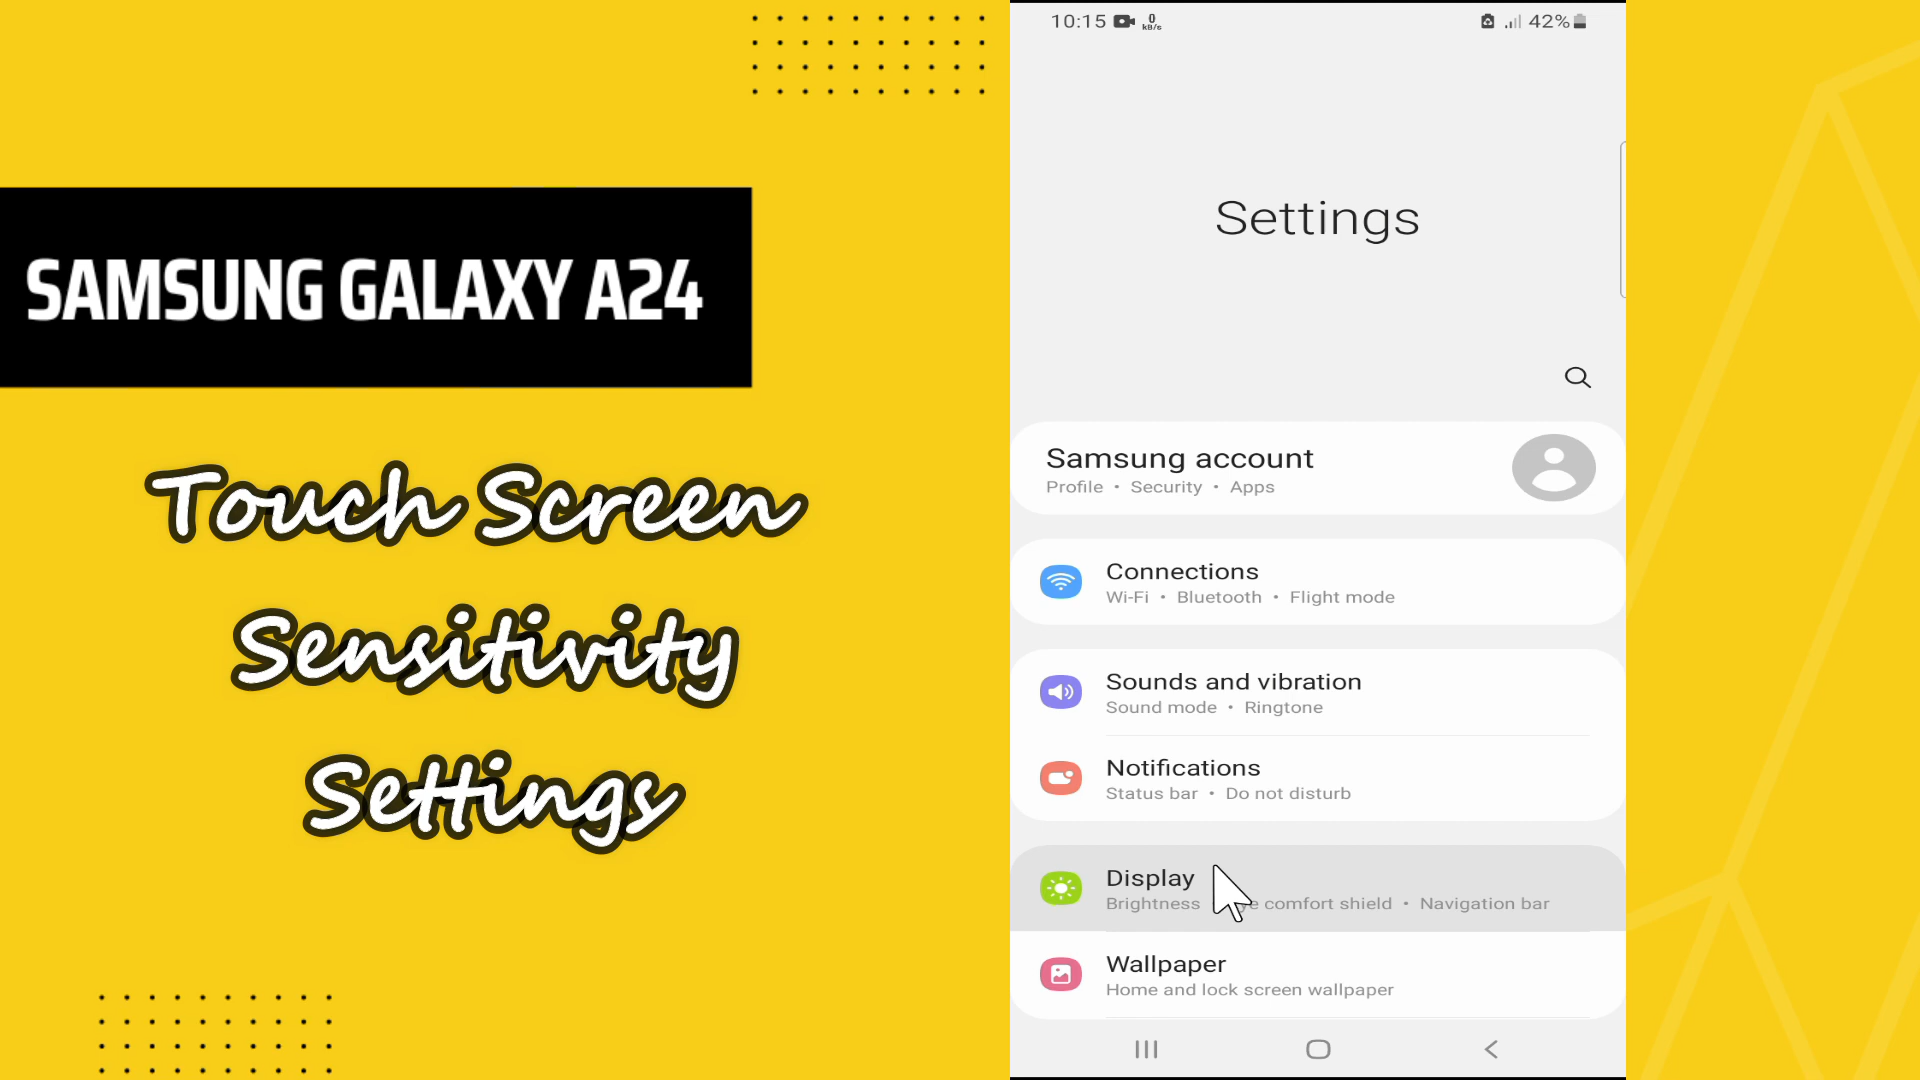 SAMSUNG GALAXY A24
Touch Screen
Sensitivity
Settings
10:15 0 kB/s 42%
Settings
Samsung account
Profile • Security • Apps
Connections
Wi-Fi • Bluetooth • Flight mode
Sounds and vibration
Sound mode • Ringtone
Notifications
Status bar • Do not disturb
Display
Brightness comfort shield • Navigation bar
Wallpaper
Home and lock screen wallpaper